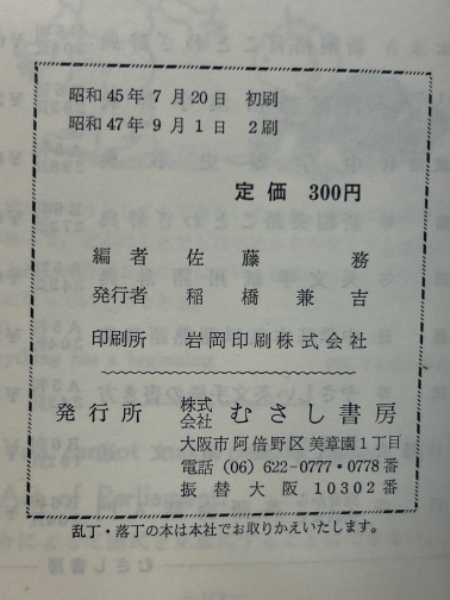 昭和45年7月20日 初刷
昭和47年9月1日 2刷
定価 300円
編者 佐藤 務
発行者 稲橋兼吉
印刷所 岩岡印刷株式会社
発行所 株式会社 むさし書房
大阪市阿倍野区美章園1丁目
電話 (06) 622-0777・0778番
振替大阪 10302番
乱丁・落丁の本は本社でお取りかえいたします。